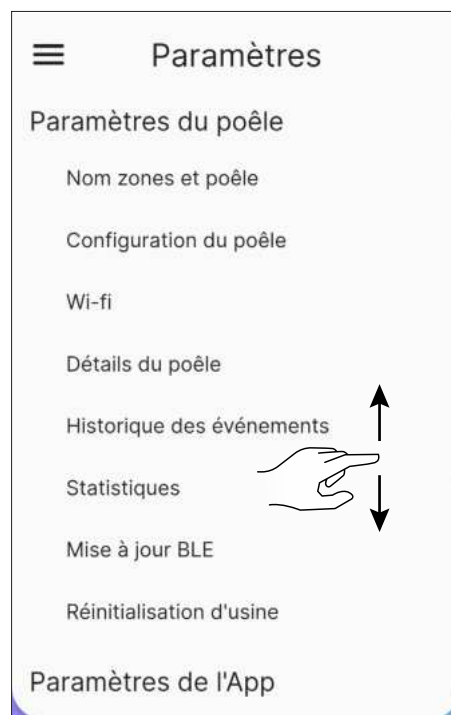 Paramètres
Paramètres du poêle
Nom zones et poêle
Configuration du poêle
Wi-fi
Détails du poêle
Historique des événements
Statistiques
Mise à jour BLE
Réinitialisation d'usine
Paramètres de l'App